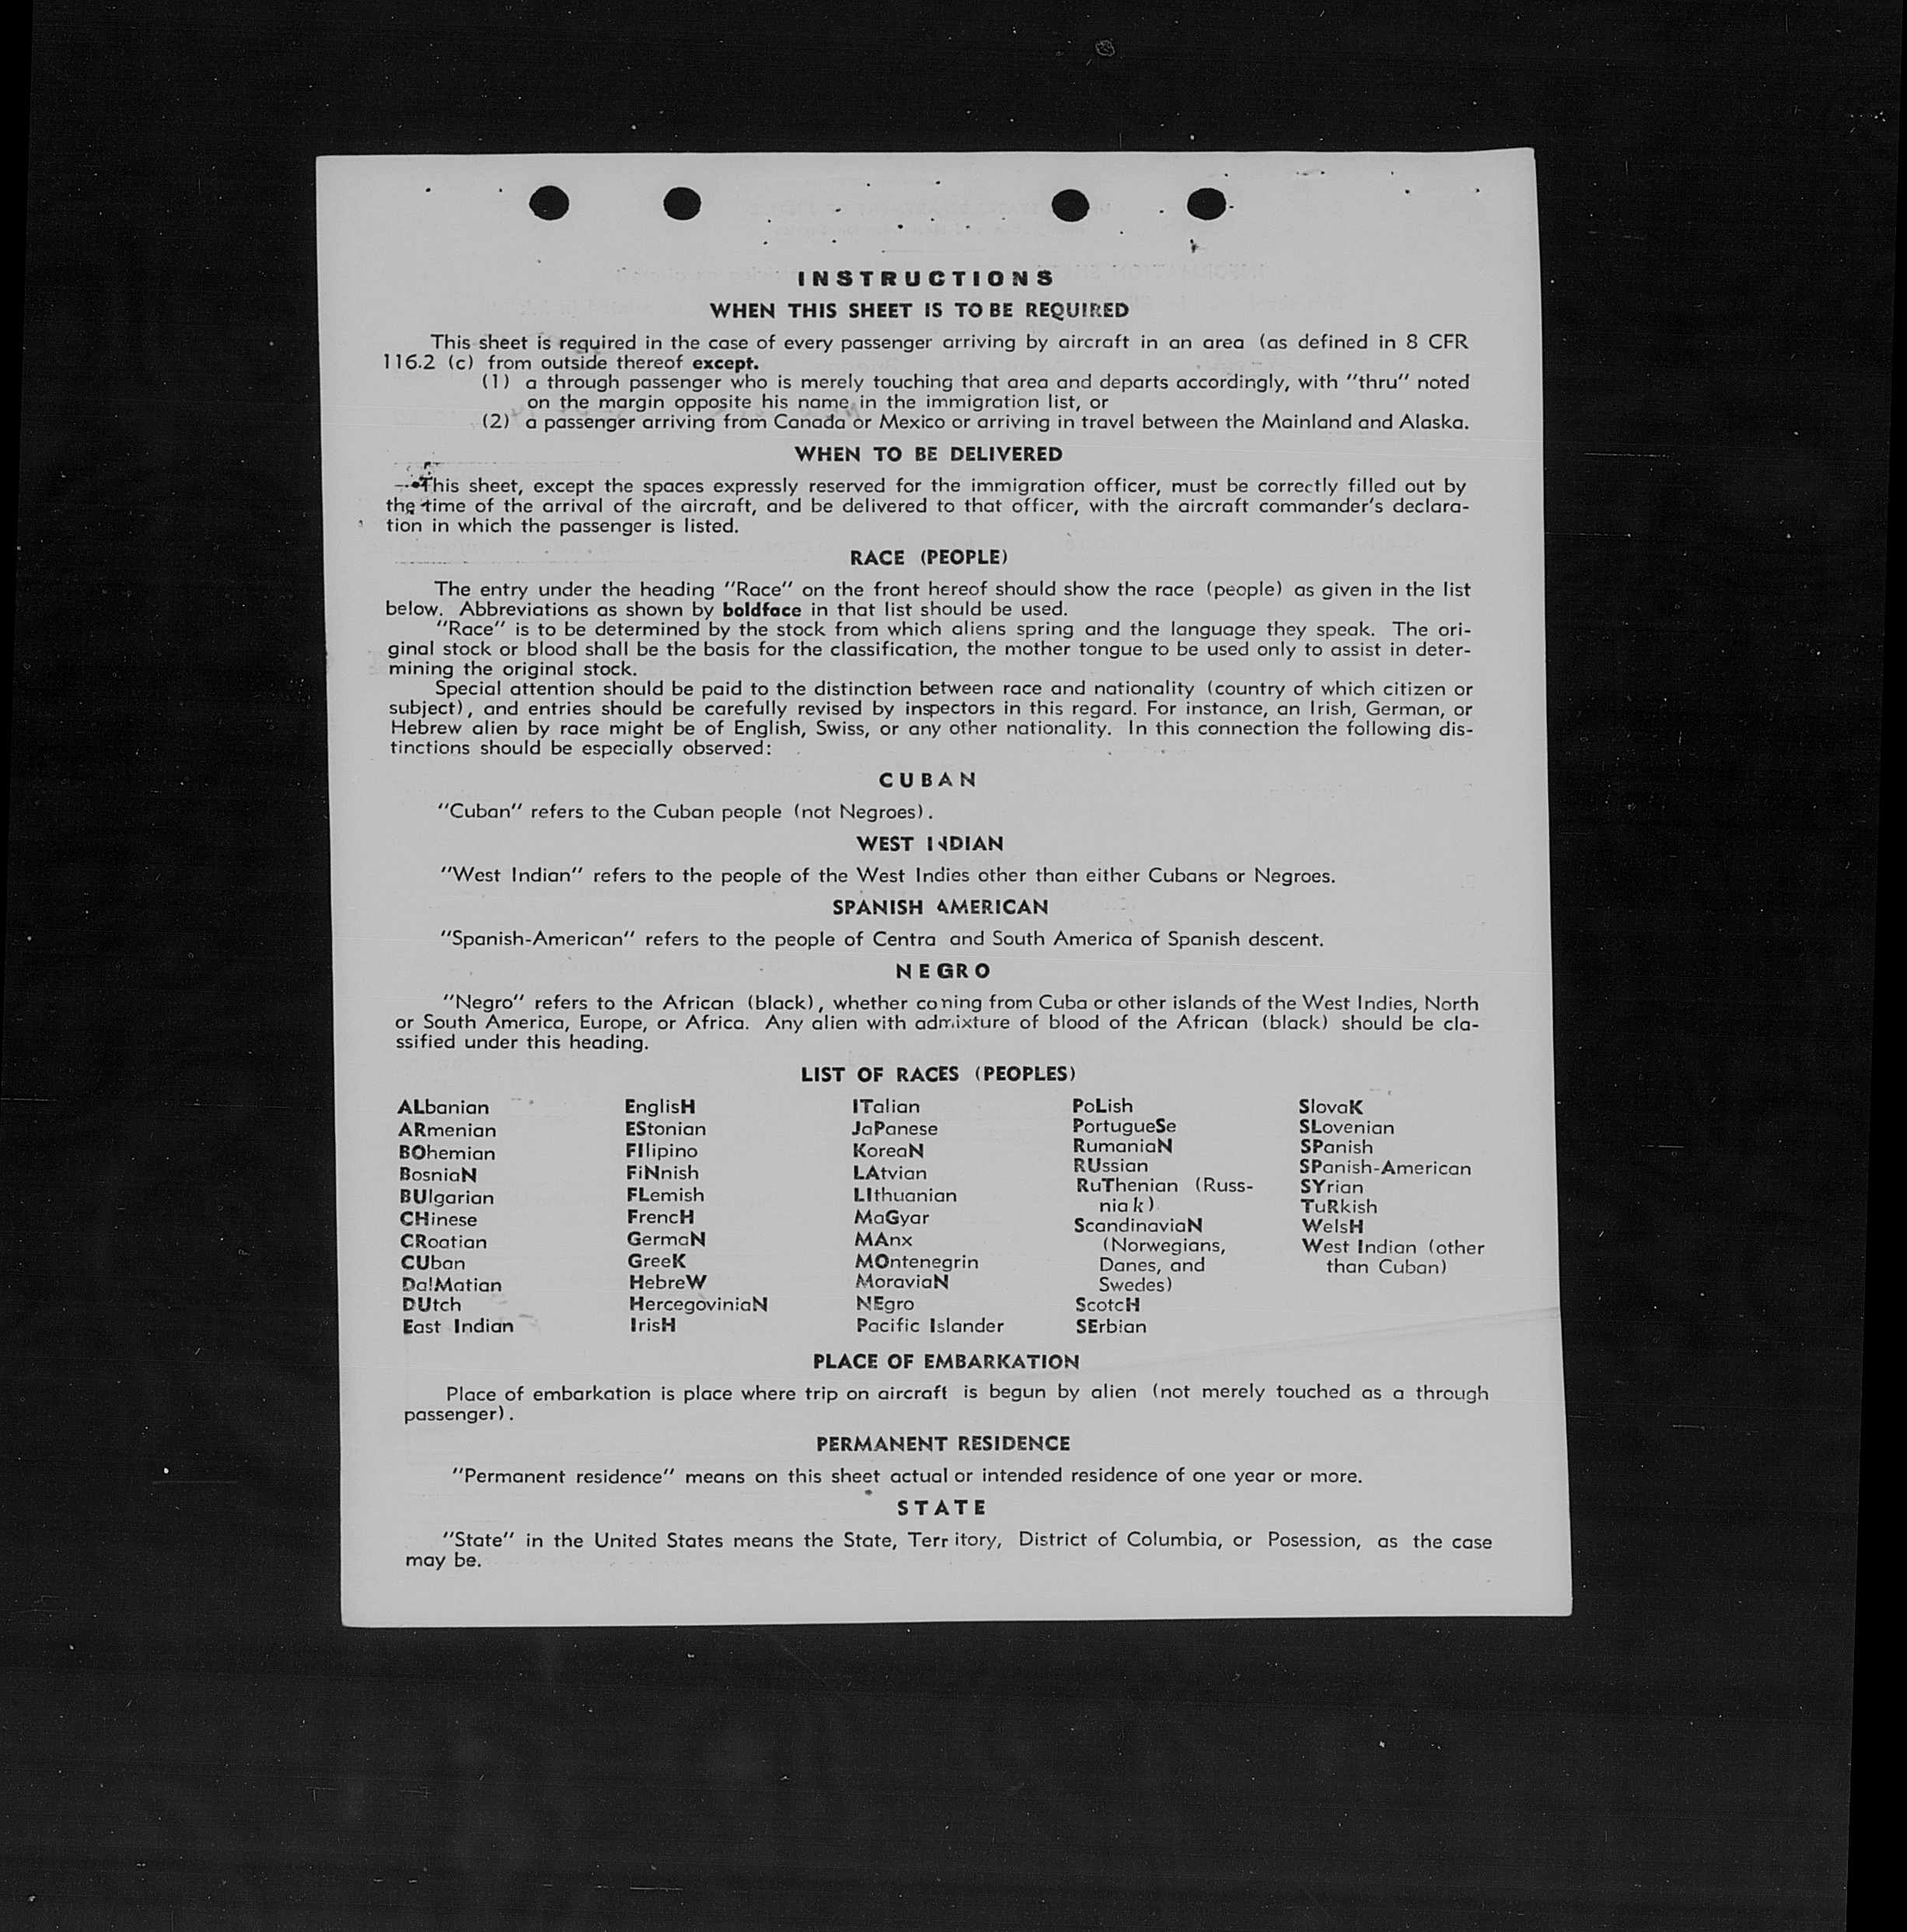 INSTRUCTIONS
WHEN THIS SHEET IS TO BE REQUIRED
This sheet is required in the case of every passenger arriving by aircraft in an area (as defined in 8 CFR
116.2 (c) from outside thereof except.
(1) a through passenger who is merely touching that area and departs accordingly, with "thru" noted
on the margin opposite his name in the immigration list, or
(2) a passenger arriving from Canada or Mexico or arriving in travel between the Mainland and Alaska.
WHEN TO BE DELIVERED
This sheet, except the spaces expressly reserved for the immigration officer, must be correctly filled out by
the time of the arrival of the aircraft, and be delivered to that officer, with the aircraft commander's declara-
tion in which the passenger is listed.
RACE (PEOPLE)
The entry under the heading "Race" on the front hereof should show the race (people) as given in the list
below. Abbreviations as shown by boldface in that list should be used.
"Race" is to be determined by the stock from which aliens spring and the language they speak. The ori-
ginal stock or blood shall be the basis for the classification, the mother tongue to be used only to assist in deter-
mining the original stock.
Special attention should be paid to the distinction between race and nationality (country of which citizen or
subject), and entries should be carefully revised by inspectors in this regard. For instance, an Irish, German, or
Hebrew alien by race might be of English, Swiss, or any other nationality. In this connection the following dis-
tinctions should be especially observed:
CUBAN
"Cuban" refers to the Cuban people (not Negroes).
WEST INDIAN
"West Indian" refers to the people of the West Indies other than either Cubans or Negroes.
SPANISH AMERICAN
"Spanish-American" refers to the people of Centra and South America of Spanish descent.
NEGRO
"Negro" refers to the African (black), whether coming from Cuba or other islands of the West Indies, North
or South America, Europe, or Africa. Any alien with admixture of blood of the African (black) should be cla-
ssified under this heading.
LIST OF RACES (PEOPLES)
ALbanian
ARmenian
BOhemian
BosniaN
BUlgarian
CHinese
CRoatian
CUban
DalMatian
DUtch
East Indian
EnglisH
EStonian
FIlipino
FiNnish
FLemish
FrencH
GermaN
GreeK
HebreW
HercegoviniaN
IrisH
ITalian
JaPanese
KoreaN
LAtvian
LIthuanian
MaGyar
MAnx
MOntenegrin
MoraviaN
NEgro
Pacific Islander
PoLish
PortugueSe
RumaniaN
RUssian
RuThenian (Russ-
niak)
ScandinaviaN
(Norwegians,
Danes, and
Swedes)
ScotcH
SErbian
SlovaK
SLovenian
SPanish
SPanish-American
SYrian
TuRkish
WelsH
West Indian (other
than Cuban)
PLACE OF EMBARKATION
Place of embarkation is place where trip on aircraft is begun by alien (not merely touched as a through
passenger).
PERMANENT RESIDENCE
"Permanent residence" means on this sheet actual or intended residence of one year or more.
STATE
"State" in the United States means the State, Territory, District of Columbia, or Posession, as the case
may be.